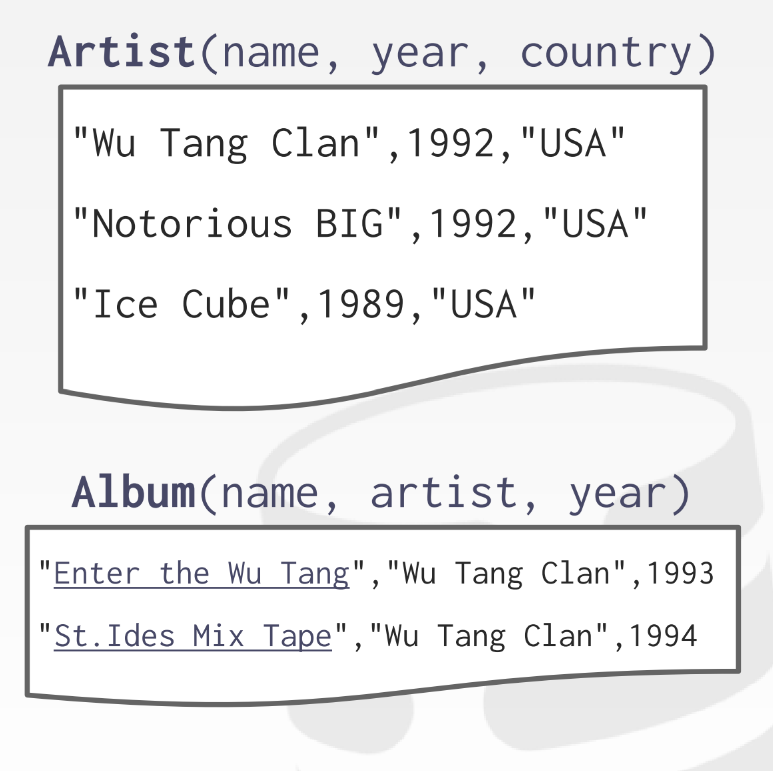 Artist(name, year, country)
"Wu Tang Clan",1992,"USA"
"Notorious BIG",1992,"USA"
"Ice Cube",1989,"USA"
Album(name, artist, year)
"Enter the Wu Tang","Wu Tang Clan",1993
"St.Ides Mix Tape","Wu Tang Clan",1994